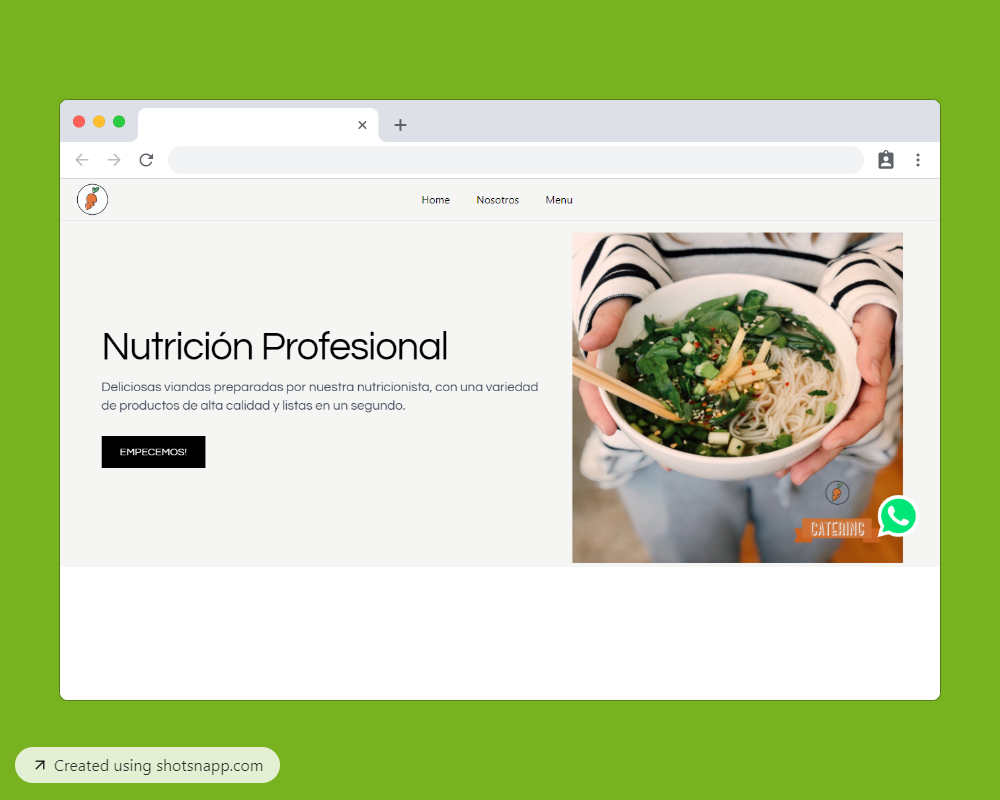 Home Nosotros Menu
Nutrición Profesional
Deliciosas viandas preparadas por nuestra nutricionista, con una variedad
de productos de alta calidad y listas en un segundo.
EMPECEMOS!
CATERING
Created using shotsnapp.com